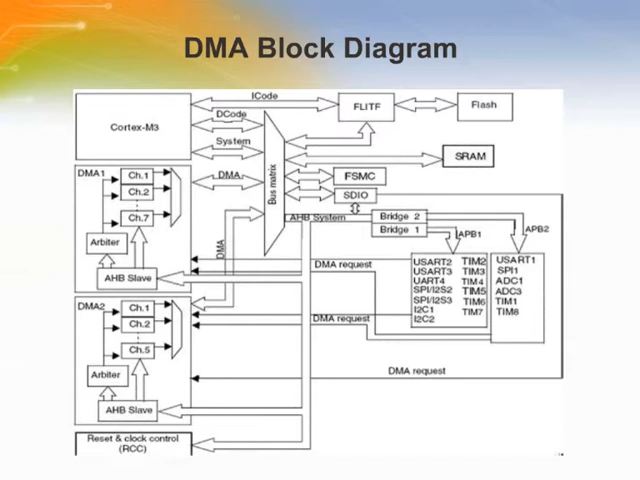 DMA Block Diagram
ICode
Cortex-M3
FLITF
Flash
DCode
System
Bus matrix
SRAM
DMA1
Ch.1
DMA
FSMC
Ch.2
SDIO
Ch.7
AHB System
Bridge 2
Bridge 1
APB1
APB2
Arbiter
DMA
AHB Slave
DMA request
USART2
USART3
UART4
SPI/I2S2
SPI/I2S3
I2C1
I2C2
TIM2
TIM3
TIM4
TIM5
TIM6
TIM7
USART1
SPI1
ADC1
ADC3
TIM1
TIM8
DMA2
Ch.1
Ch.2
DMA request
Ch.5
Arbiter
DMA request
AHB Slave
Reset & clock control
(RCC)